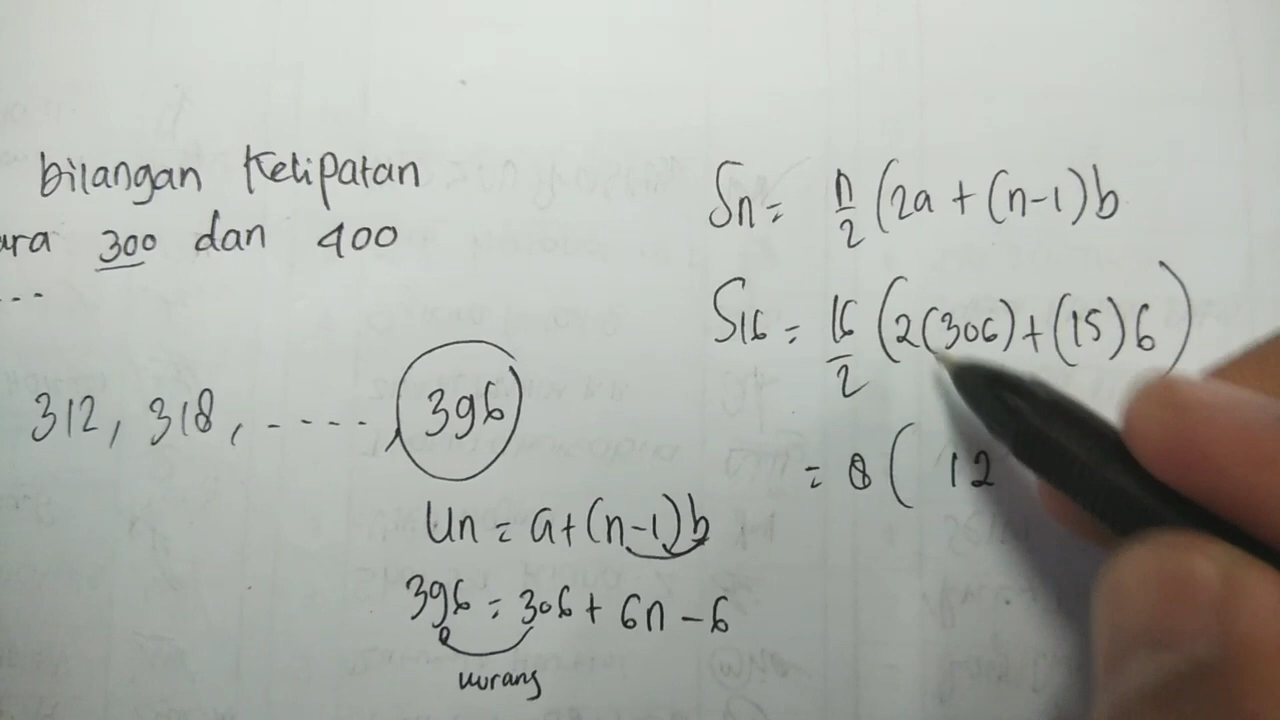 bilangan Kelipatan
ara 300 dan 400
...
312, 318, ....., 396
Un = a + (n-1)b
396 = 306 + 6n - 6
kurang
Sn = n/2 (2a + (n-1)b
S16 = 16/2 (2(306) + (15)6)
= 8 ( 12